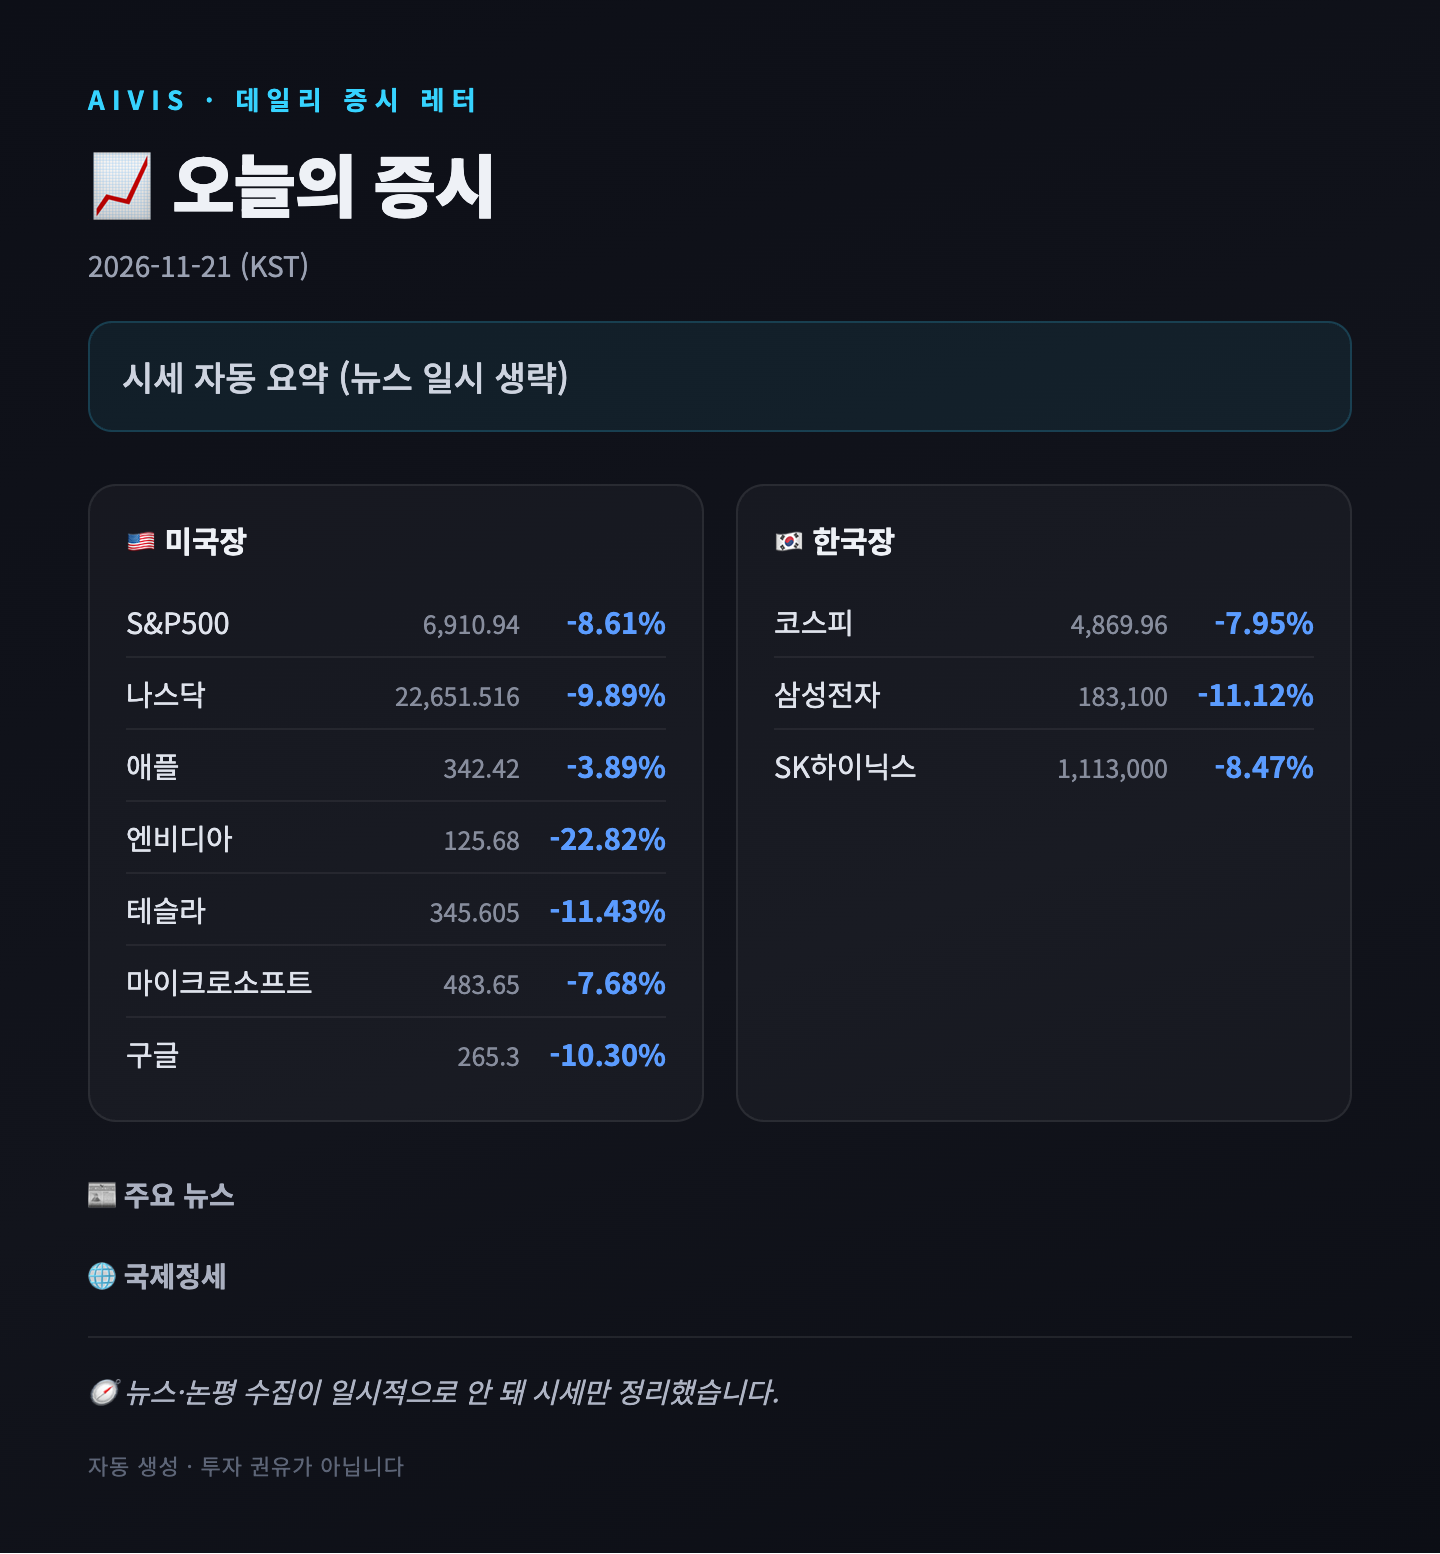 AIVIS · 데일리 증시 레터
📈 오늘의 증시
2026-11-21 (KST)
시세 자동 요약 (뉴스 일시 생략)
🇺🇸 미국장
S&P500 6,910.94 -8.61%
나스닥 22,651.516 -9.89%
애플 342.42 -3.89%
엔비디아 125.68 -22.82%
테슬라 345.605 -11.43%
마이크로소프트 483.65 -7.68%
구글 265.3 -10.30%
🇰🇷 한국장
코스피 4,869.96 -7.95%
삼성전자 183,100 -11.12%
SK하이닉스 1,113,000 -8.47%
📰 주요 뉴스
🌐 국제정세
🧭 뉴스·논평 수집이 일시적으로 안 돼 시세만 정리했습니다.
자동 생성 · 투자 권유가 아닙니다